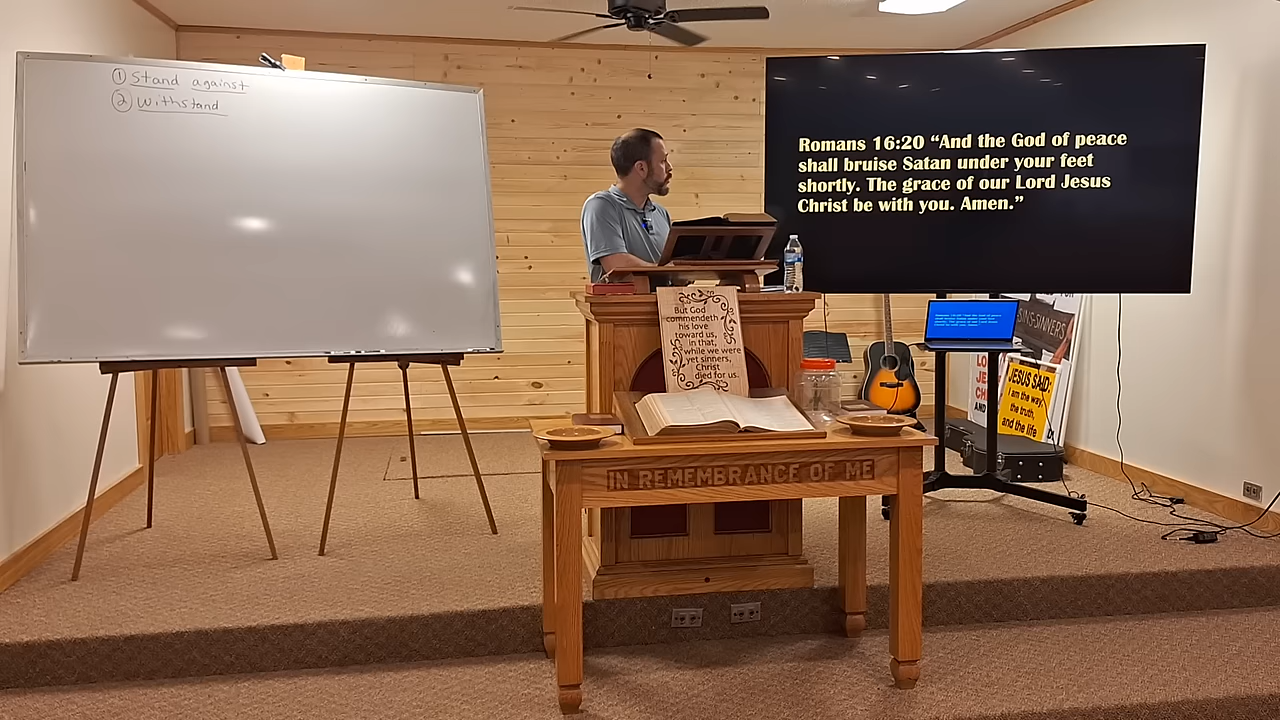 ① Stand against
② Withstand
Romans 16:20 “And the God of peace
shall bruise Satan under your feet
shortly. The grace of our Lord Jesus
Christ be with you. Amen.”
But God
commendeth
his love
toward us,
in that,
while we were
yet sinners,
Christ
died for us.
IN REMEMBRANCE OF ME
SINNERS
JESUS SAID:
I am the way,
the truth,
and the life
AND